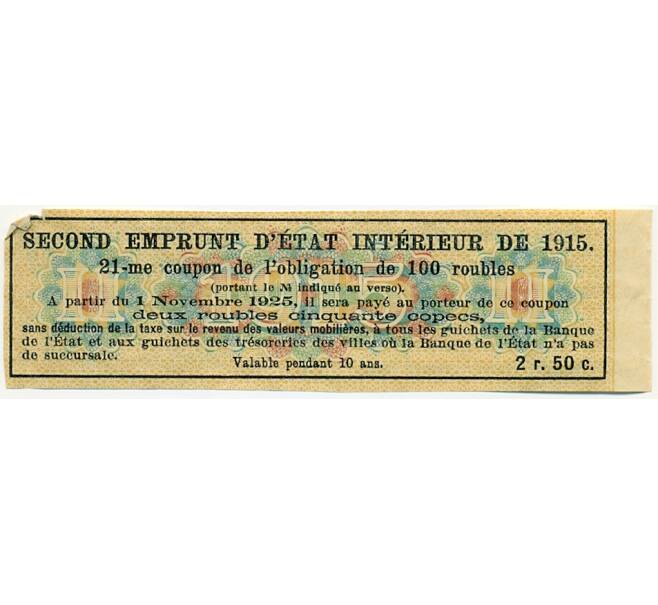 SECOND EMPRUNT D'ÉTAT INTÉRIEUR DE 1915.
21-me coupon de l'obligation de 100 roubles
(portant le № indiqué au verso).
A partir du 1 Novembre 1925, il sera payé au porteur de ce coupon
deux roubles cinquante copecs,
sans déduction de la taxe sur le revenu des valeurs mobilières, à tous les guichets de la Banque
de l'État et aux guichets des trésoreries des villes où la Banque de l'État n'a pas
de succursale.
Valable pendant 10 ans.
2 r. 50 c.